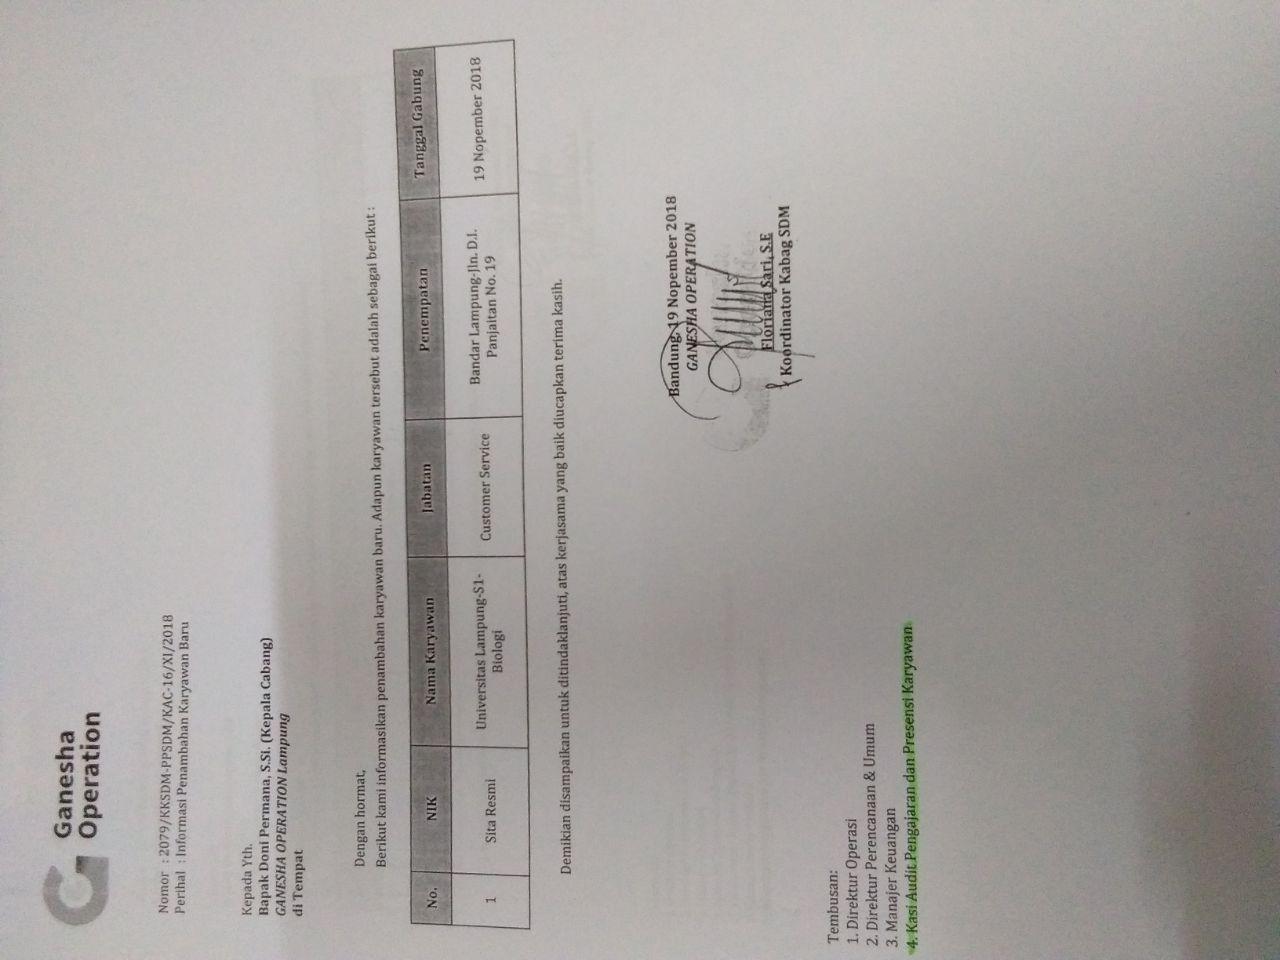 Ganesha
Operation
Nomor : 2079/KKSDM-PPSDM/KAC-16/XI/2018
Perihal : Informasi Penambahan Karyawan Baru
Kepada Yth.
Bapak Doni Permana, S.Si. (Kepala Cabang)
GANESHA OPERATION Lampung
di Tempat
Dengan hormat,
Berikut kami informasikan penambahan karyawan baru. Adapun karyawan tersebut adalah sebagai berikut :
No. NIK Nama Karyawan Jabatan Penempatan Tanggal Gabung
1 Sita Resmi Universitas Lampung-S1-Biologi Customer Service Bandar Lampung-Jln. D.I. Panjaitan No. 19 19 Nopember 2018
Demikian disampaikan untuk ditindaklanjuti, atas kerjasama yang baik diucapkan terima kasih.
Bandung, 19 Nopember 2018
GANESHA OPERATION
Floriana Sari, S.E
Koordinator Kabag SDM
Tembusan:
1. Direktur Operasi
2. Direktur Perencanaan & Umum
3. Manajer Keuangan
4. Kasi Audit Pengajaran dan Presensi Karyawan